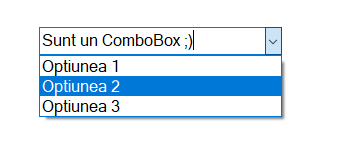 Sunt un ComboBox ;)
Optiunea 1
Optiunea 2
Optiunea 3